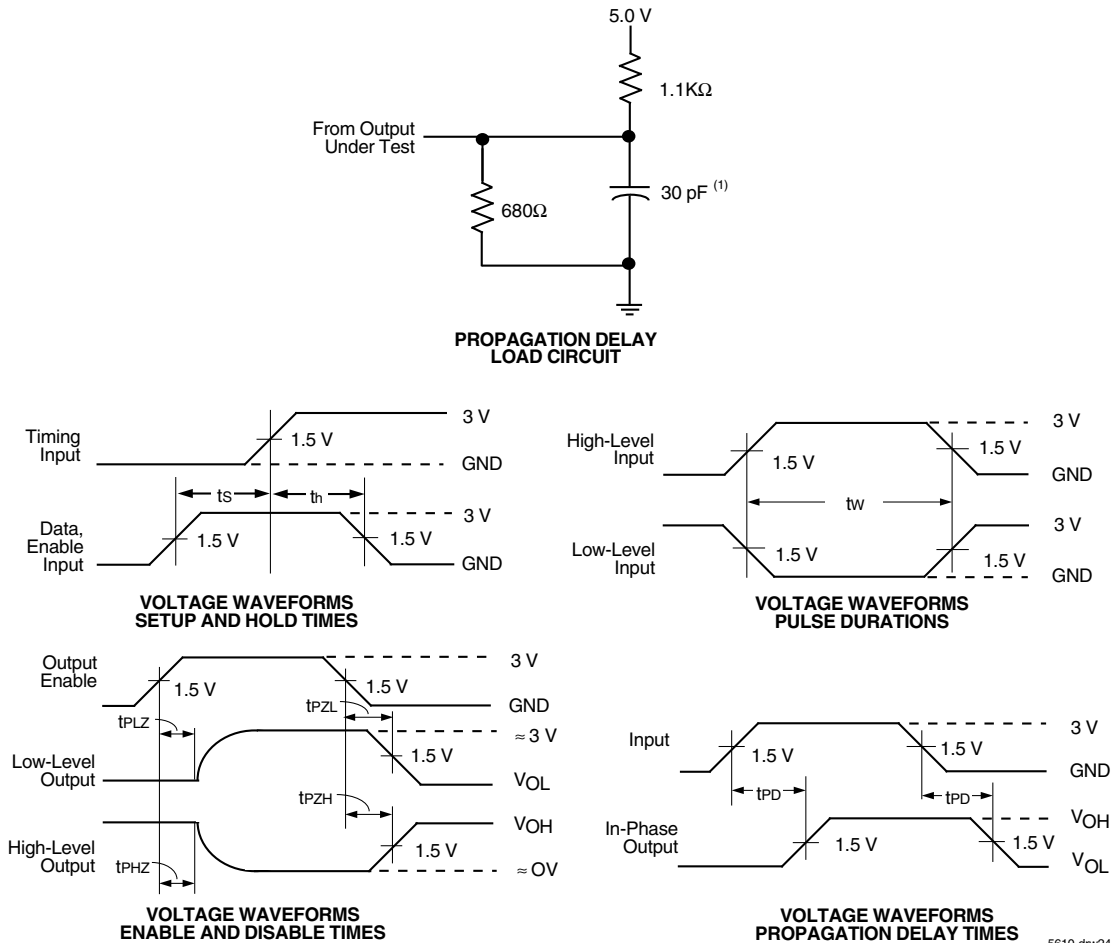 5.0 V
1.1KΩ
From Output
Under Test
30 pF (1)
680Ω
PROPAGATION DELAY
LOAD CIRCUIT
Timing
Input
3 V
1.5 V
GND
tS
th
Data,
Enable
Input
3 V
1.5 V
1.5 V
GND
VOLTAGE WAVEFORMS
SETUP AND HOLD TIMES
High-Level
Input
3 V
1.5 V
1.5 V
GND
tW
Low-Level
Input
3 V
1.5 V
1.5 V
GND
VOLTAGE WAVEFORMS
PULSE DURATIONS
Output
Enable
3 V
1.5 V
1.5 V
GND
tPLZ
tPZL
Low-Level
Output
≈ 3 V
1.5 V
VOL
tPZH
High-Level
Output
VOH
1.5 V
tPHZ
≈ OV
VOLTAGE WAVEFORMS
ENABLE AND DISABLE TIMES
Input
3 V
1.5 V
1.5 V
GND
tPD
tPD
In-Phase
Output
VOH
1.5 V
1.5 V
VOL
VOLTAGE WAVEFORMS
PROPAGATION DELAY TIMES